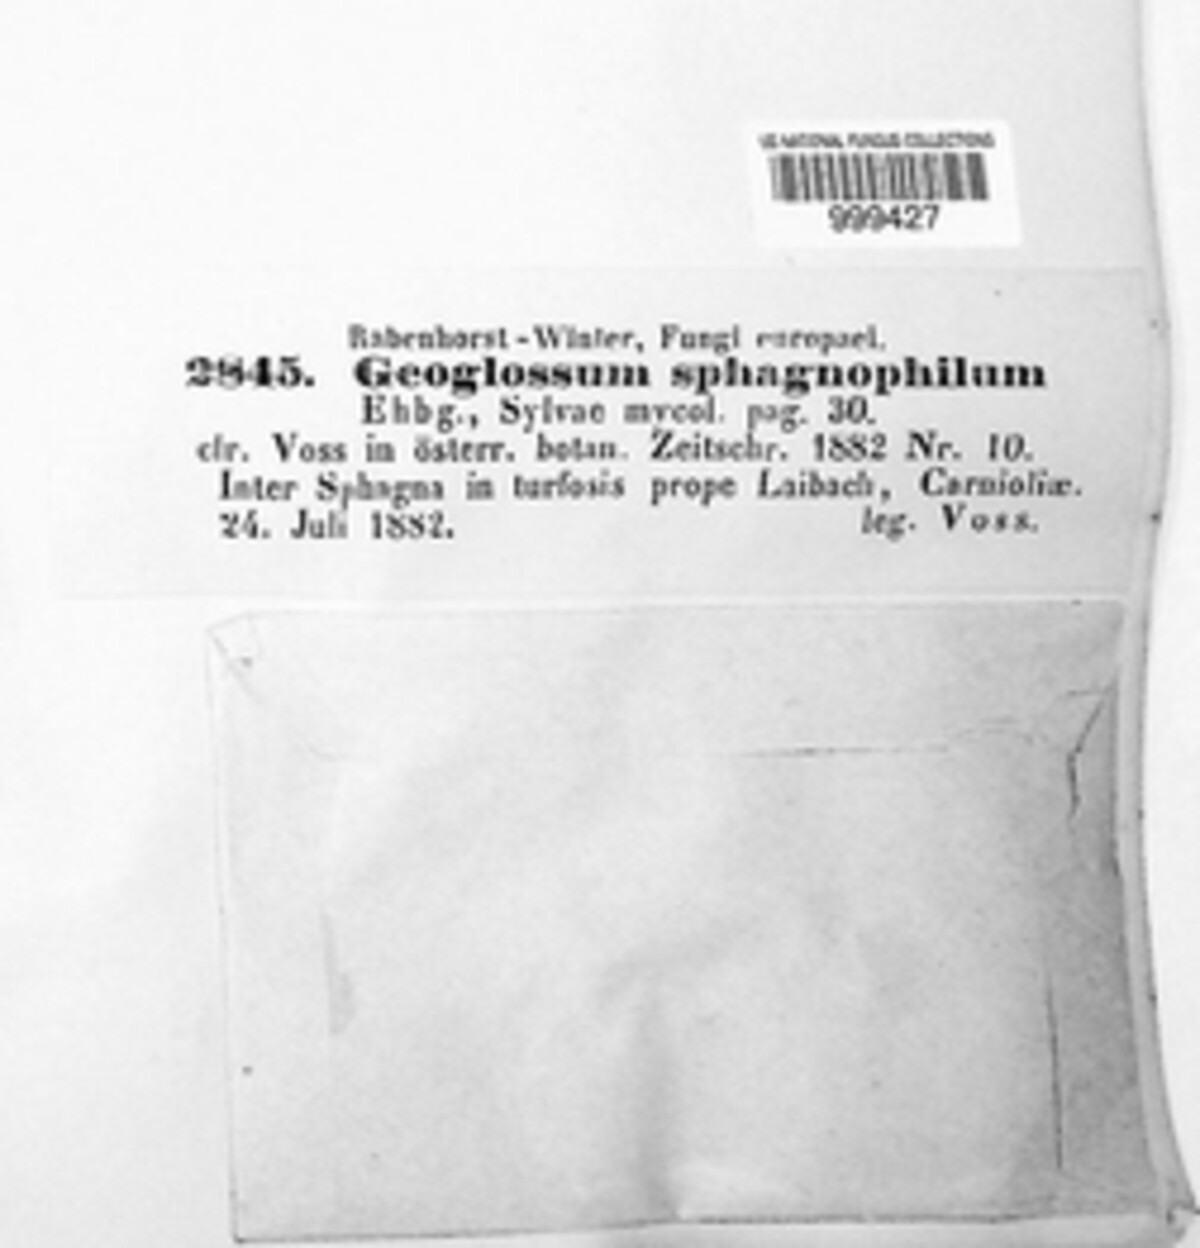 US NATIONAL FUNGUS COLLECTIONS
999427
Rabenhorst-Winter, Fungi europaei.
2845. Geoglossum sphagnophilum
Ehbg., Sylvae mycol. pag. 30.
cfr. Voss in österr. botan. Zeitschr. 1882 Nr. 10.
Inter Sphagna in turfosis prope Laibach, Carnioliæ.
24. Juli 1882. leg. Voss.